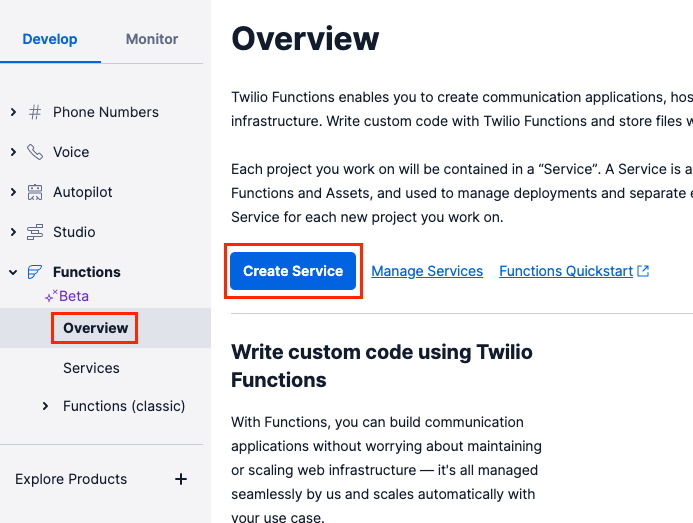 Develop
Monitor
Phone Numbers
Voice
Autopilot
Studio
Functions
Beta
Overview
Services
Functions (classic)
Explore Products
Overview
Twilio Functions enables you to create communication applications, hos
infrastructure. Write custom code with Twilio Functions and store files w
Each project you work on will be contained in a “Service”. A Service is a
Functions and Assets, and used to manage deployments and separate e
Service for each new project you work on.
Create Service
Manage Services
Functions Quickstart
Write custom code using Twilio
Functions
With Functions, you can build communication
applications without worrying about maintaining
or scaling web infrastructure — it's all managed
seamlessly by us and scales automatically with
your use case.